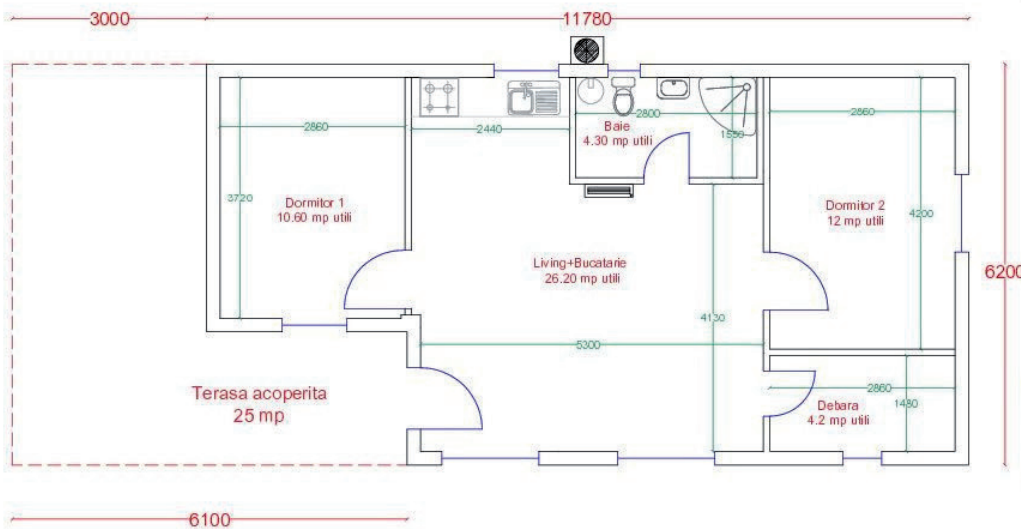 3000
11780
2860
2440
2800
2860
Baie
4.30 mp utili
1550
3720
Dormitor 1
10.60 mp utili
Dormitor 2
12 mp utili
4200
Living+Bucatarie
26.20 mp utili
6200
4130
5300
Terasa acoperita
25 mp
2860
Debara
4.2 mp utili
1480
6100